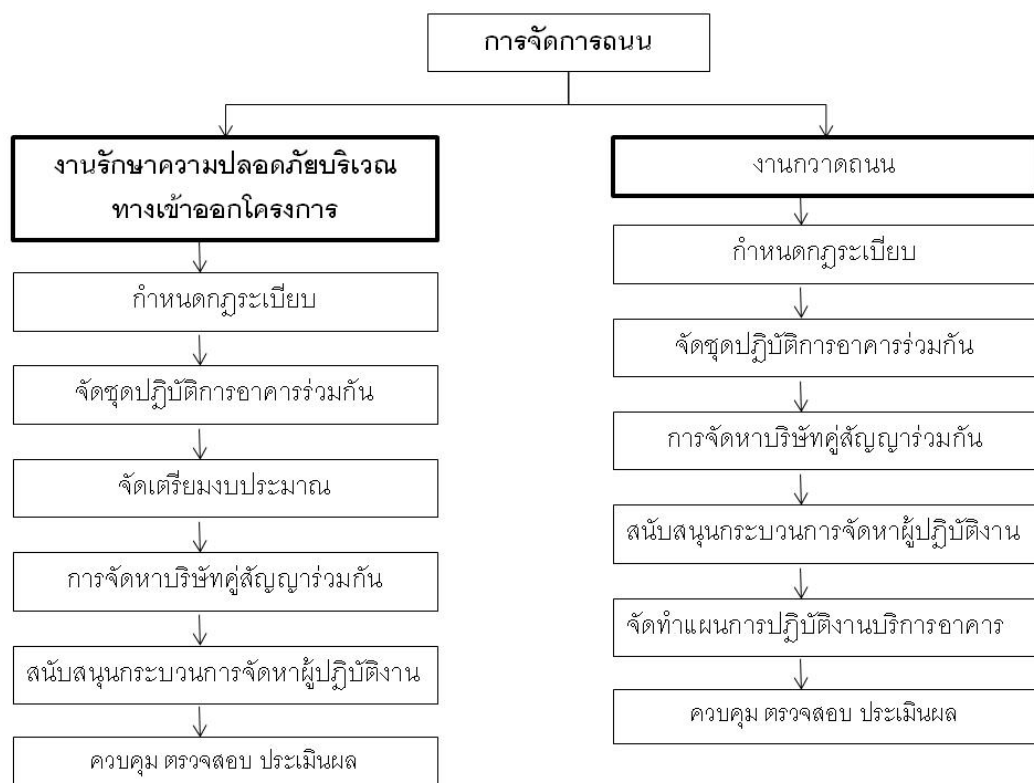 การจัดการถนน
งานรักษาความปลอดภัยบริเวณ
ทางเข้าออกโครงการ
กำหนดกฎระเบียบ
จัดชุดปฏิบัติการอาคารร่วมกัน
จัดเตรียมงบประมาณ
การจัดหาบริษัทคู่สัญญาร่วมกัน
สนับสนุนกระบวนการจัดหาผู้ปฏิบัติงาน
ควบคุม ตรวจสอบ ประเมินผล
งานกวาดถนน
กำหนดกฎระเบียบ
จัดชุดปฏิบัติการอาคารร่วมกัน
การจัดหาบริษัทคู่สัญญาร่วมกัน
สนับสนุนกระบวนการจัดหาผู้ปฏิบัติงาน
จัดทำแผนการปฏิบัติงานบริการอาคาร
ควบคุม ตรวจสอบ ประเมินผล